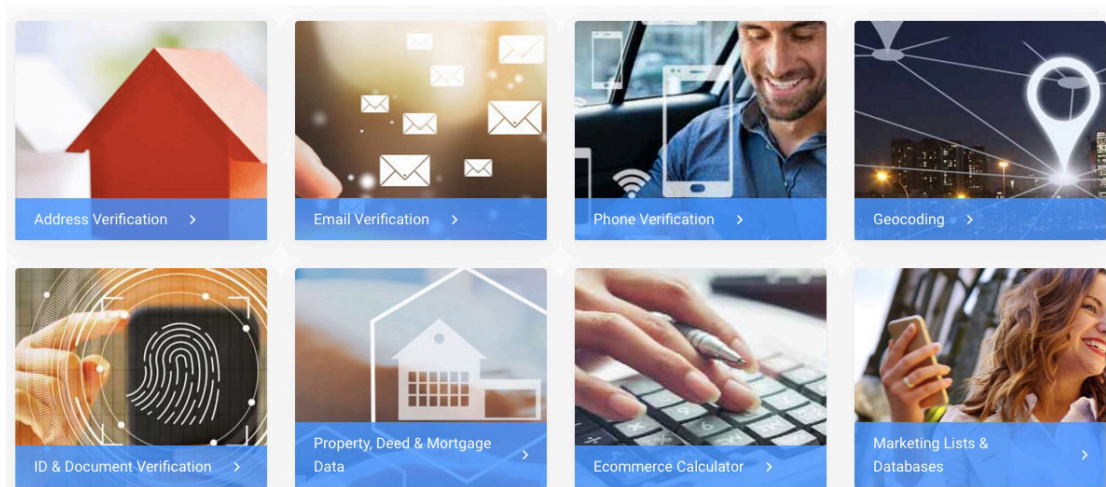 Address Verification
Email Verification
Phone Verification
Geocoding
ID & Document Verification
Property, Deed & Mortgage
Data
Ecommerce Calculator
Marketing Lists &
Databases